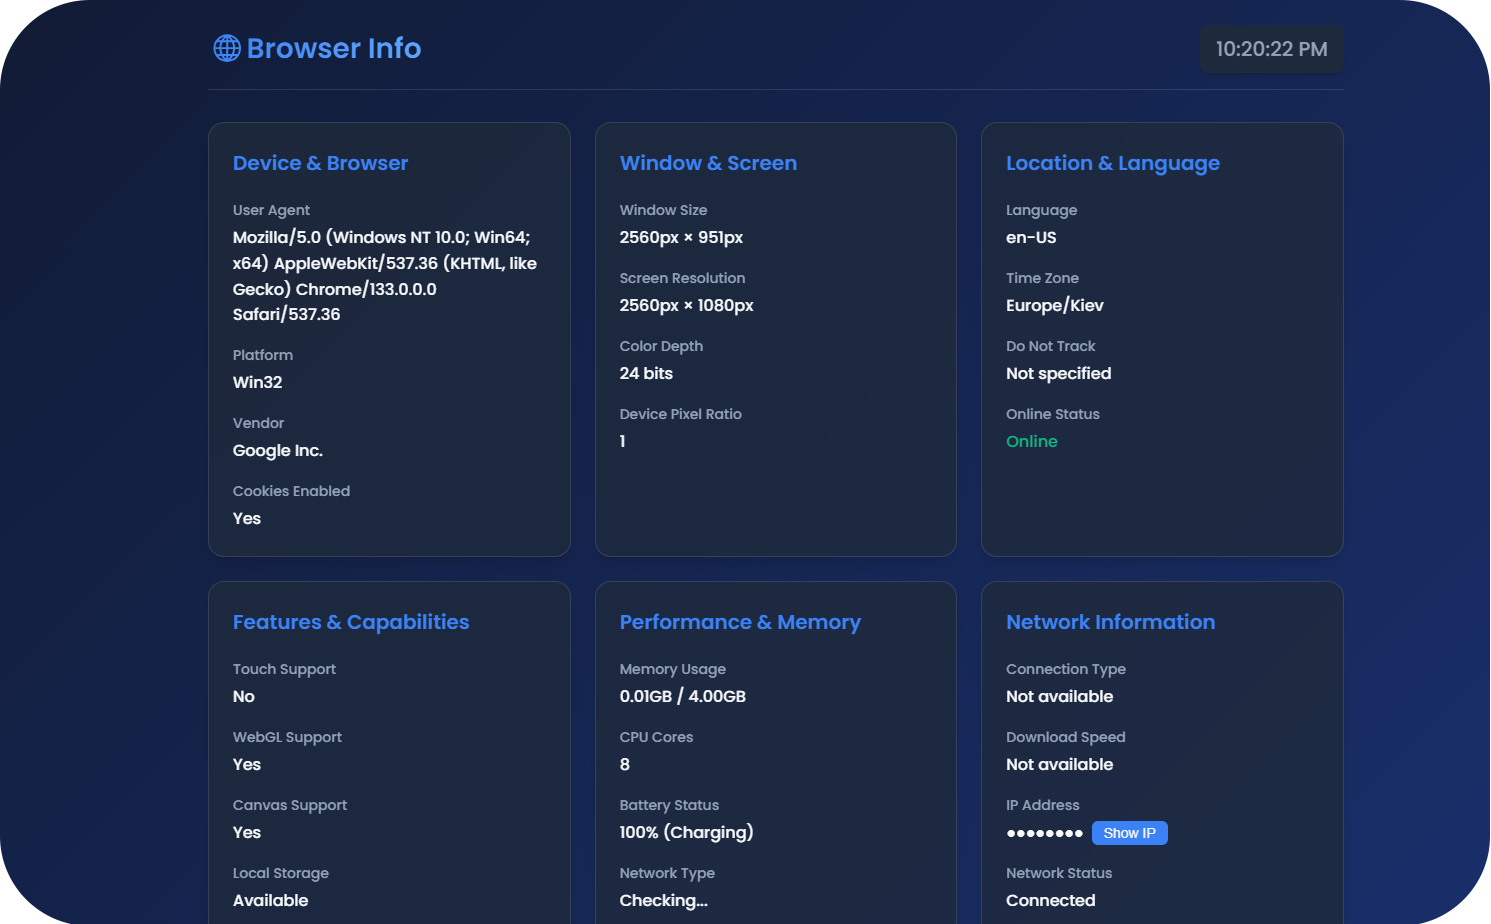 Browser Info
10:20:22 PM
Device & Browser
User Agent
Mozilla/5.0 (Windows NT 10.0; Win64;
x64) AppleWebKit/537.36 (KHTML, like
Gecko) Chrome/133.0.0.0
Safari/537.36
Platform
Win32
Vendor
Google Inc.
Cookies Enabled
Yes
Window & Screen
Window Size
2560px × 951px
Screen Resolution
2560px × 1080px
Color Depth
24 bits
Device Pixel Ratio
1
Location & Language
Language
en-US
Time Zone
Europe/Kiev
Do Not Track
Not specified
Online Status
Online
Features & Capabilities
Touch Support
No
WebGL Support
Yes
Canvas Support
Yes
Local Storage
Available
Performance & Memory
Memory Usage
0.01GB / 4.00GB
CPU Cores
8
Battery Status
100% (Charging)
Network Type
Checking...
Network Information
Connection Type
Not available
Download Speed
Not available
IP Address
•••••••• Show IP
Network Status
Connected